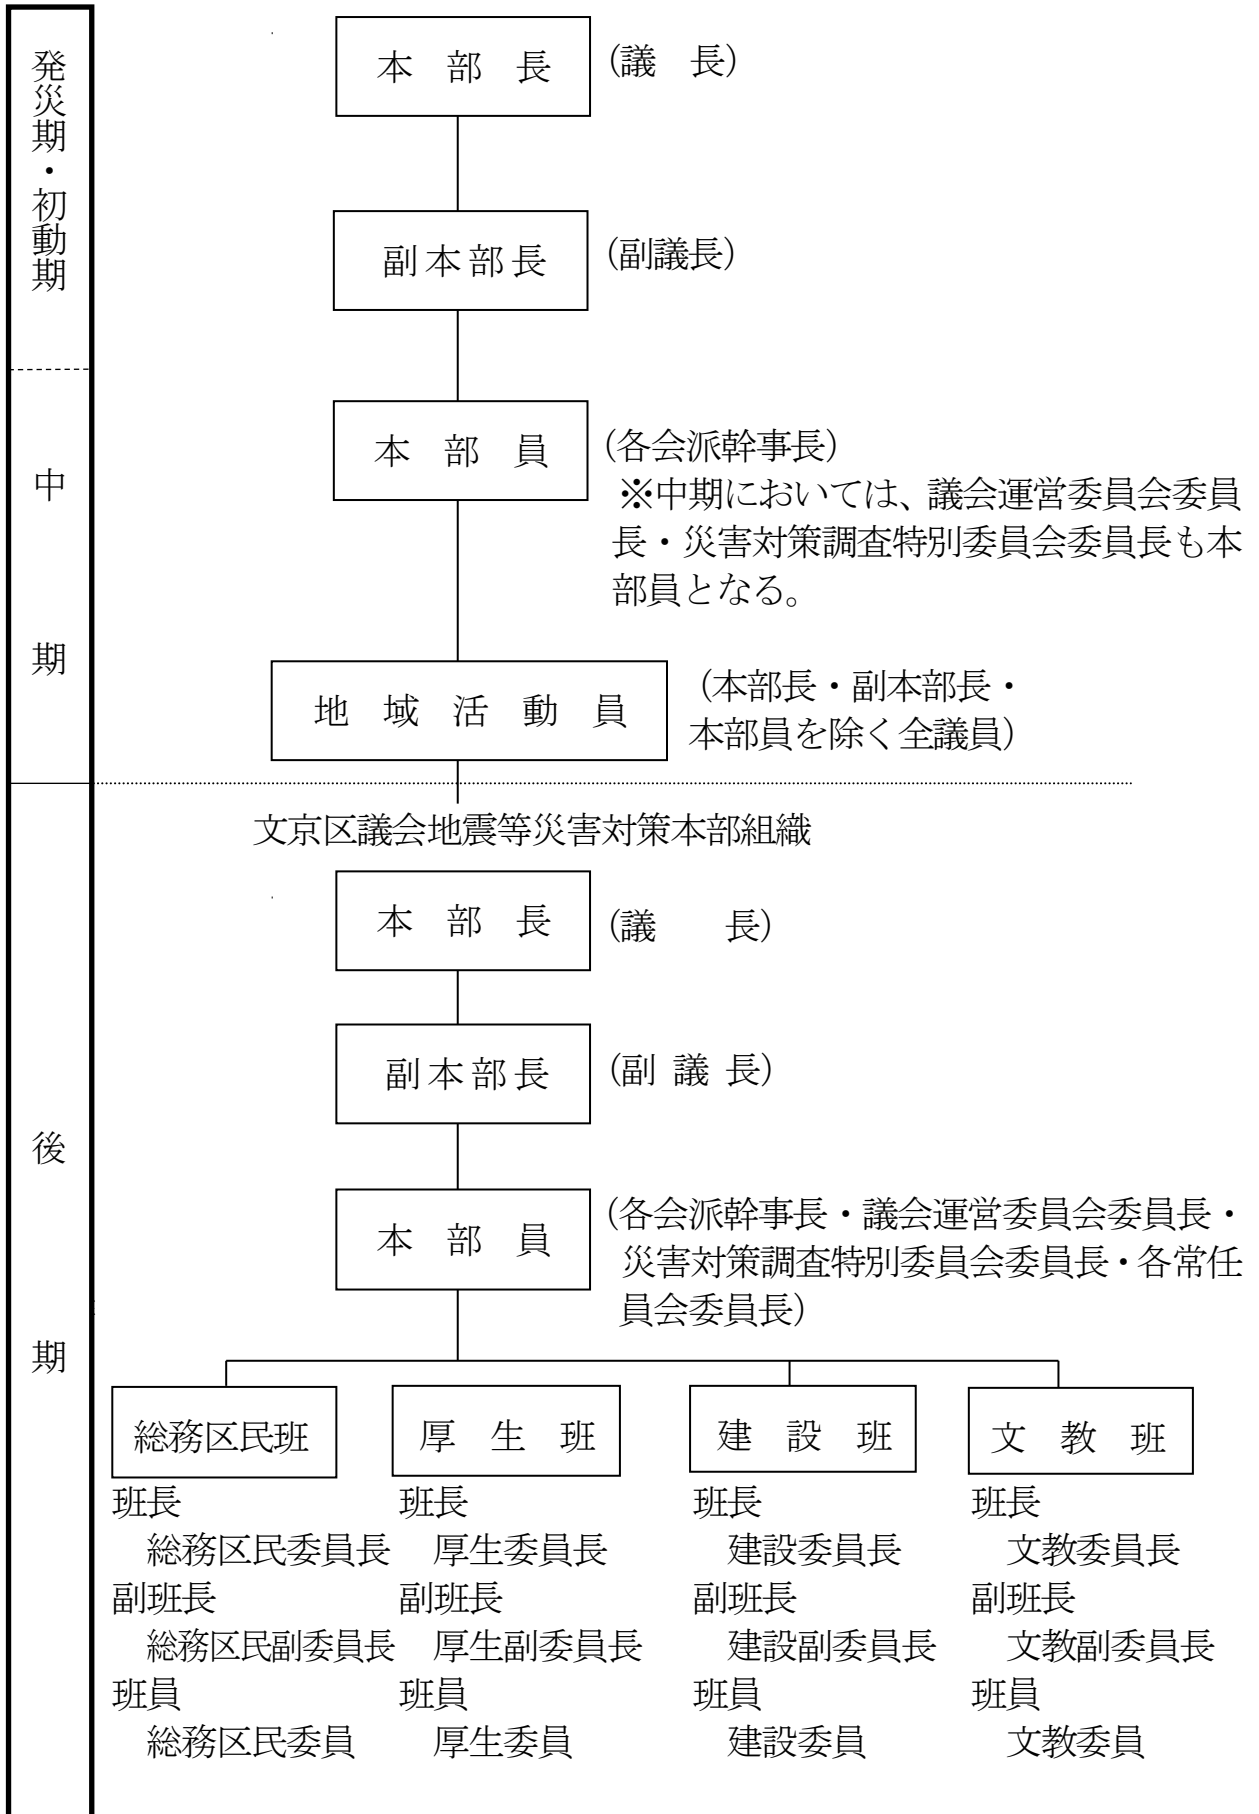 発災期・初動期
本部長
(議 長)
副本部長
(副議長)
中期
本部員
(各会派幹事長)
※中期においては、議会運営委員会委員
長・災害対策調査特別委員会委員長も本
部員となる。
地域活動員
(本部長・副本部長・
本部員を除く全議員)
文京区議会地震等災害対策本部組織
後期
本部長
(議 長)
副本部長
(副 議 長)
本部員
(各会派幹事長・議会運営委員会委員長・
災害対策調査特別委員会委員長・各常任
員会委員長)
総務区民班
班長
総務区民委員長
副班長
総務区民副委員長
班員
総務区民委員
厚生班
班長
厚生委員長
副班長
厚生副委員長
班員
厚生委員
建設班
班長
建設委員長
副班長
建設副委員長
班員
建設委員
文教班
班長
文教委員長
副班長
文教副委員長
班員
文教委員